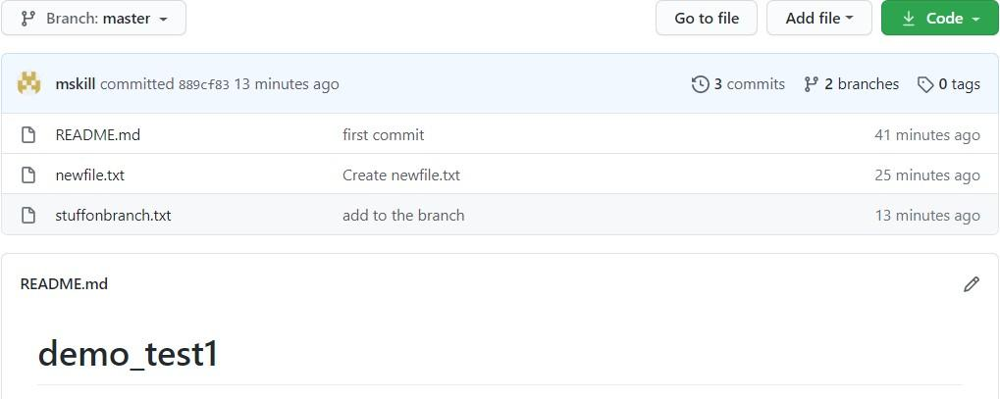 Branch: master Go to file Add file Code
mskill committed 889cf83 13 minutes ago 3 commits 2 branches 0 tags
README.md first commit 41 minutes ago
newfile.txt Create newfile.txt 25 minutes ago
stuffonbranch.txt add to the branch 13 minutes ago
README.md
demo_test1